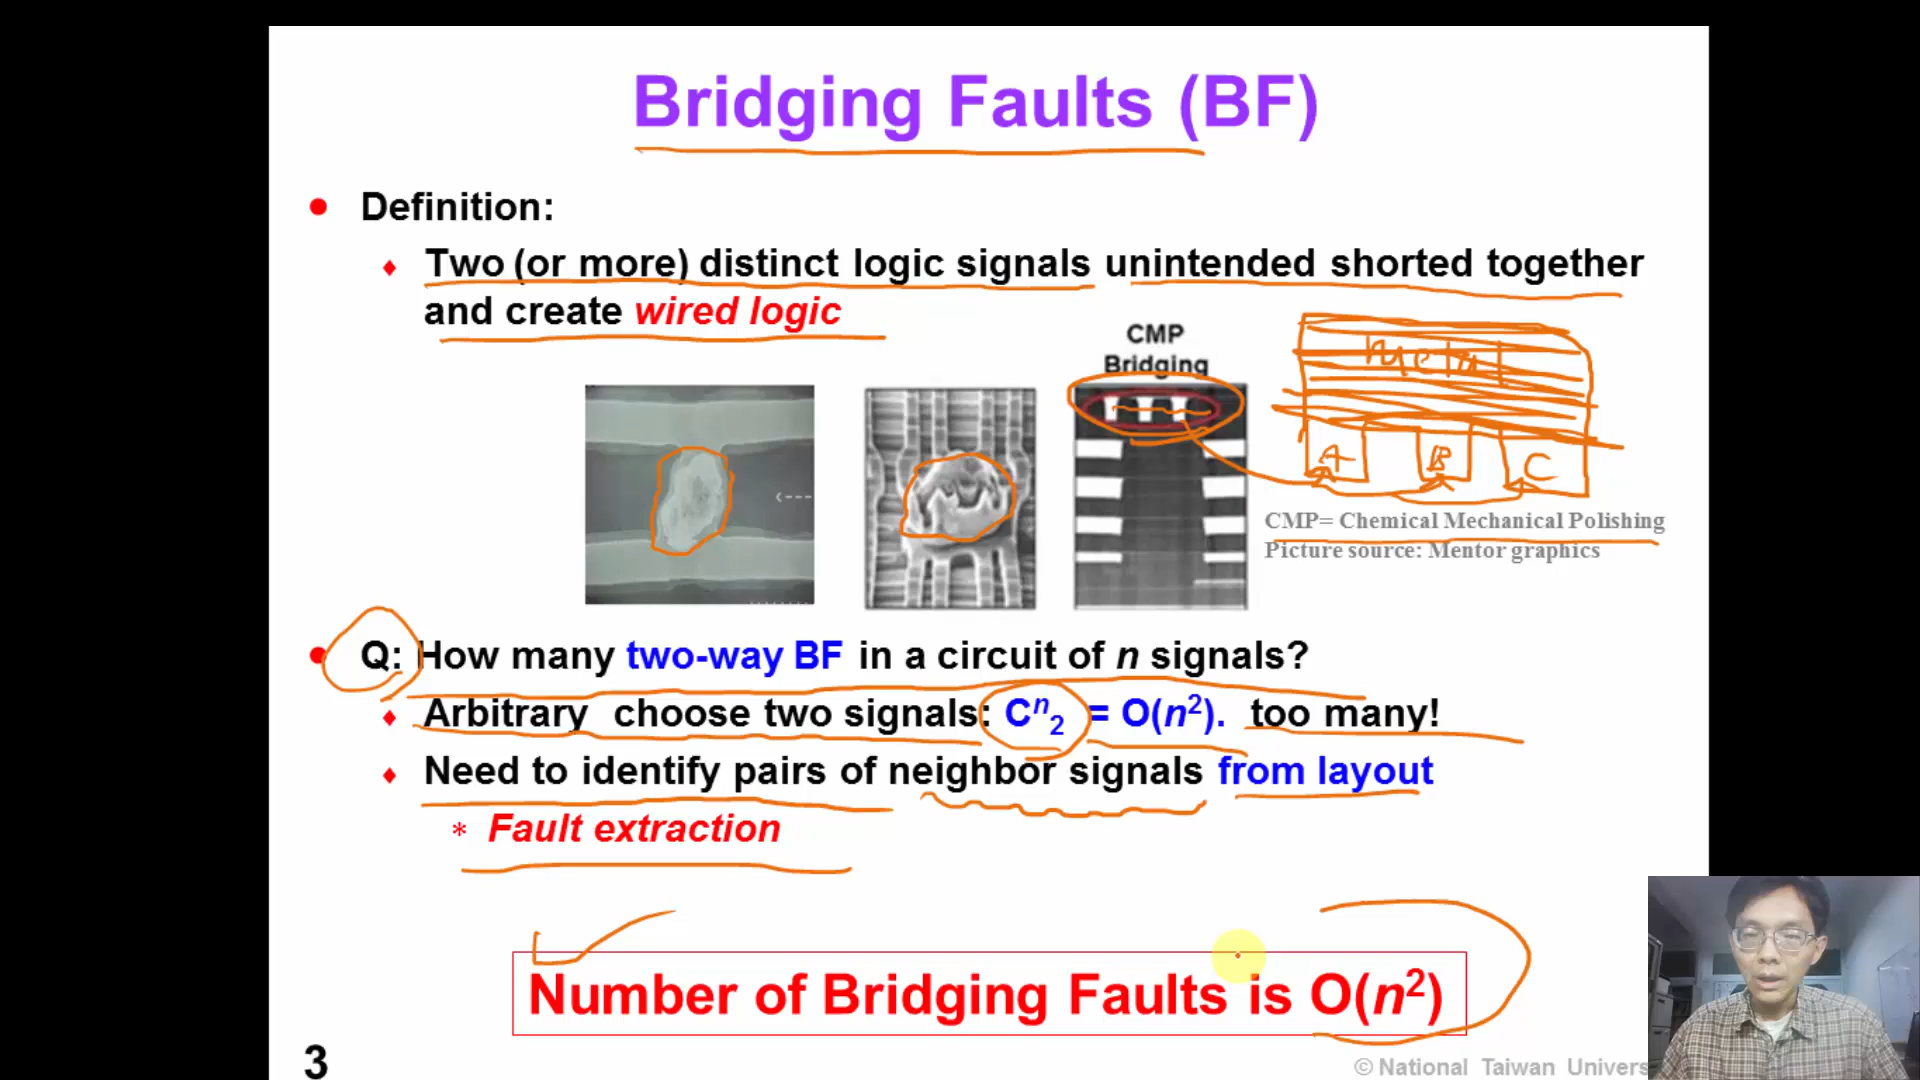 Bridging Faults (BF)
Definition:
Two (or more) distinct logic signals unintended shorted together
and create wired logic
CMP
Bridging
metal
A B C
CMP= Chemical Mechanical Polishing
Picture source: Mentor graphics
Q: How many two-way BF in a circuit of n signals?
Arbitrary choose two signals: Cⁿ₂ = O(n²). too many!
Need to identify pairs of neighbor signals from layout
* Fault extraction
Number of Bridging Faults is O(n²)
3
© National Taiwan Univers